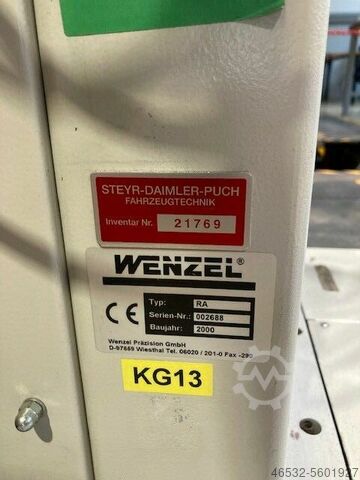 STEYR-DAIMLER-PUCH
FAHRZEUGTECHNIK
Inventar Nr. 21769
WENZEL®
CE
Typ: RA
Serien-Nr.: 002688
Baujahr: 2000
Wenzel Präzision GmbH
D-97859 Wiesthal Tel. 06020 / 201-0 Fax -290
KG13
46532-5601927